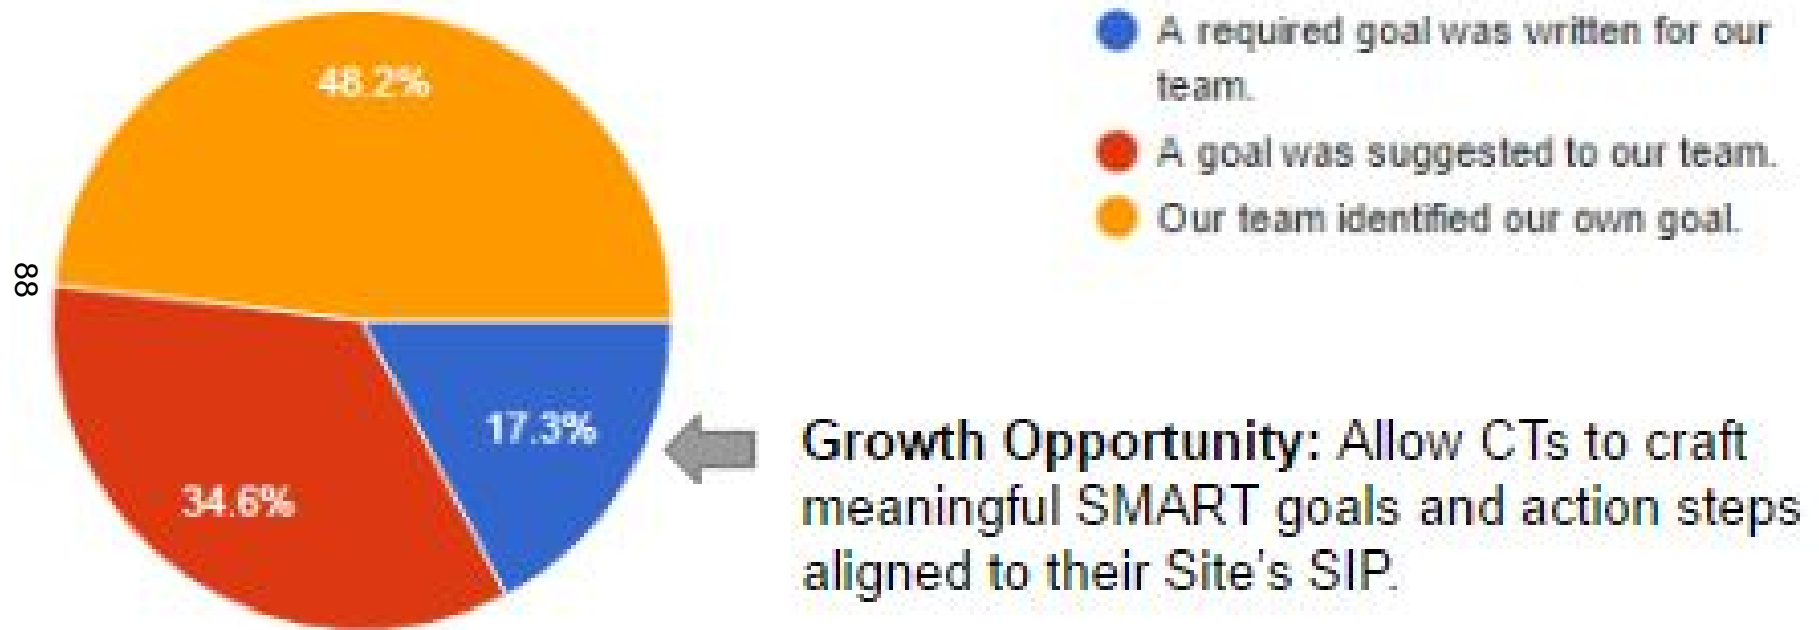 48.2%
88
34.6%
17.3%
A required goal was written for our
team.
A goal was suggested to our team.
Our team identified our own goal.
Growth Opportunity: Allow CTs to craft
meaningful SMART goals and action steps
aligned to their Site's SIP.